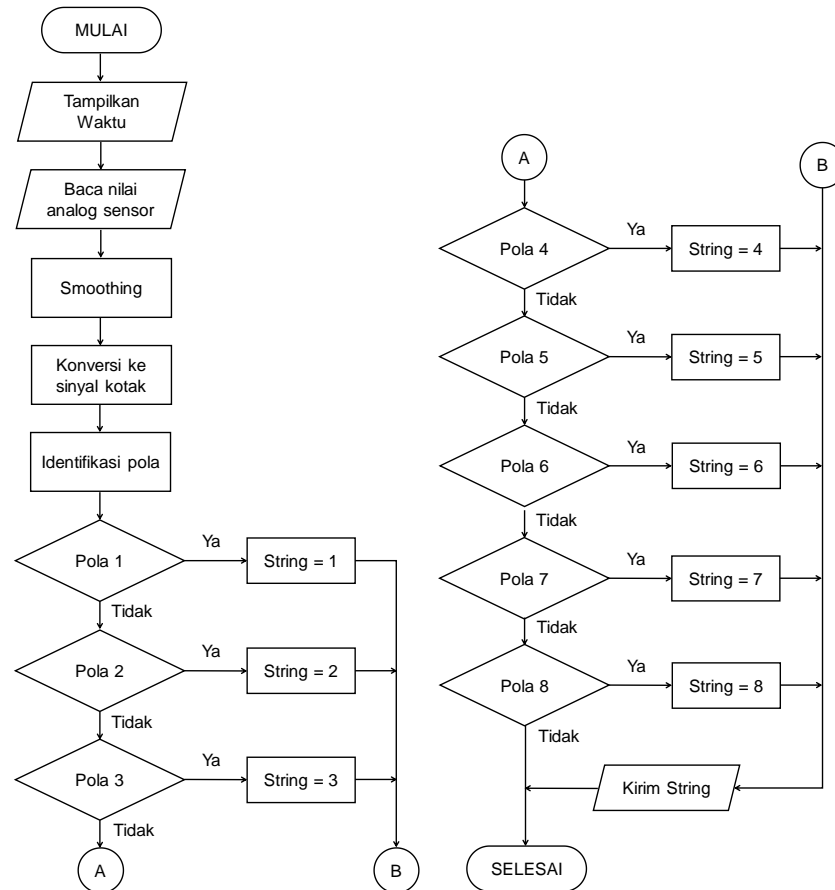 MULAI
Tampilkan
Waktu
Baca nilai
analog sensor
Smoothing
Konversi ke
sinyal kotak
Identifikasi pola
Pola 1
Ya
String = 1
Tidak
Pola 2
Ya
String = 2
Tidak
Pola 3
Ya
String = 3
Tidak
A
B
A
B
Pola 4
Ya
String = 4
Tidak
Pola 5
Ya
String = 5
Tidak
Pola 6
Ya
String = 6
Tidak
Pola 7
Ya
String = 7
Tidak
Pola 8
Ya
String = 8
Tidak
Kirim String
SELESAI